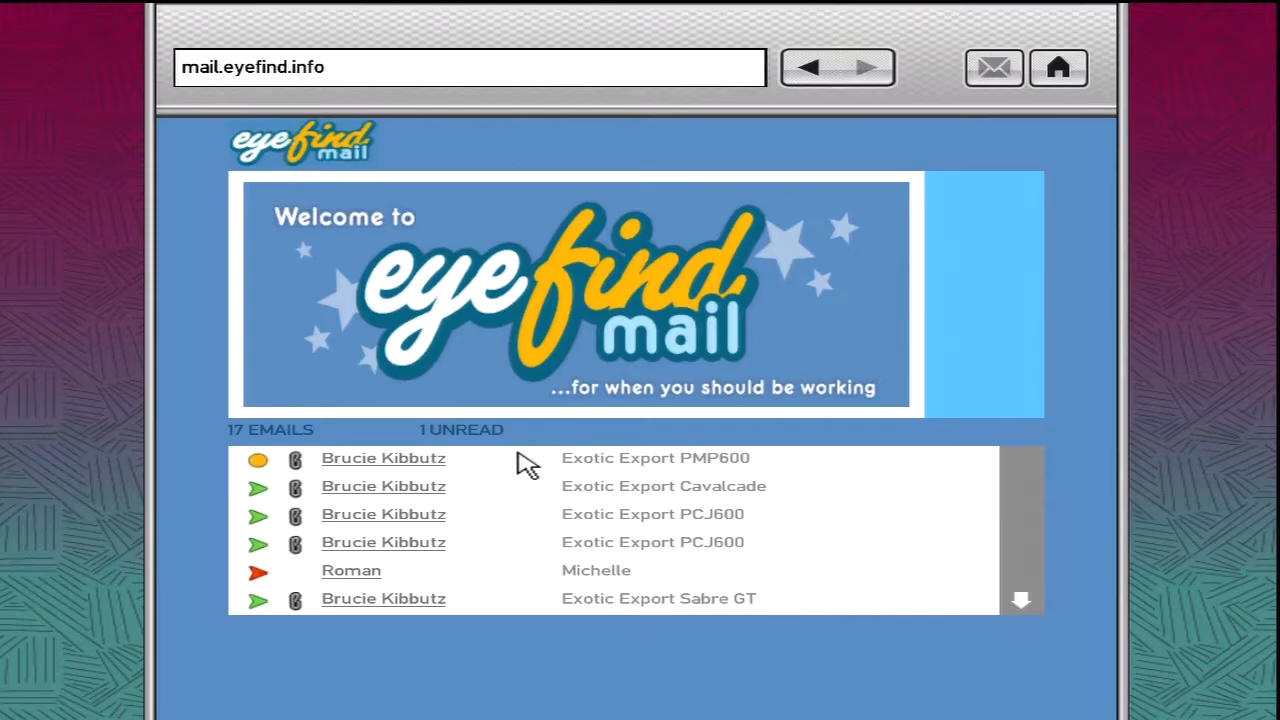 mail.eyefind.info
eyefind mail
Welcome to
eyefind mail
...for when you should be working
17 EMAILS 1 UNREAD
Brucie Kibbutz Exotic Export PMP600
Brucie Kibbutz Exotic Export Cavalcade
Brucie Kibbutz Exotic Export PCJ600
Brucie Kibbutz Exotic Export PCJ600
Roman Michelle
Brucie Kibbutz Exotic Export Sabre GT